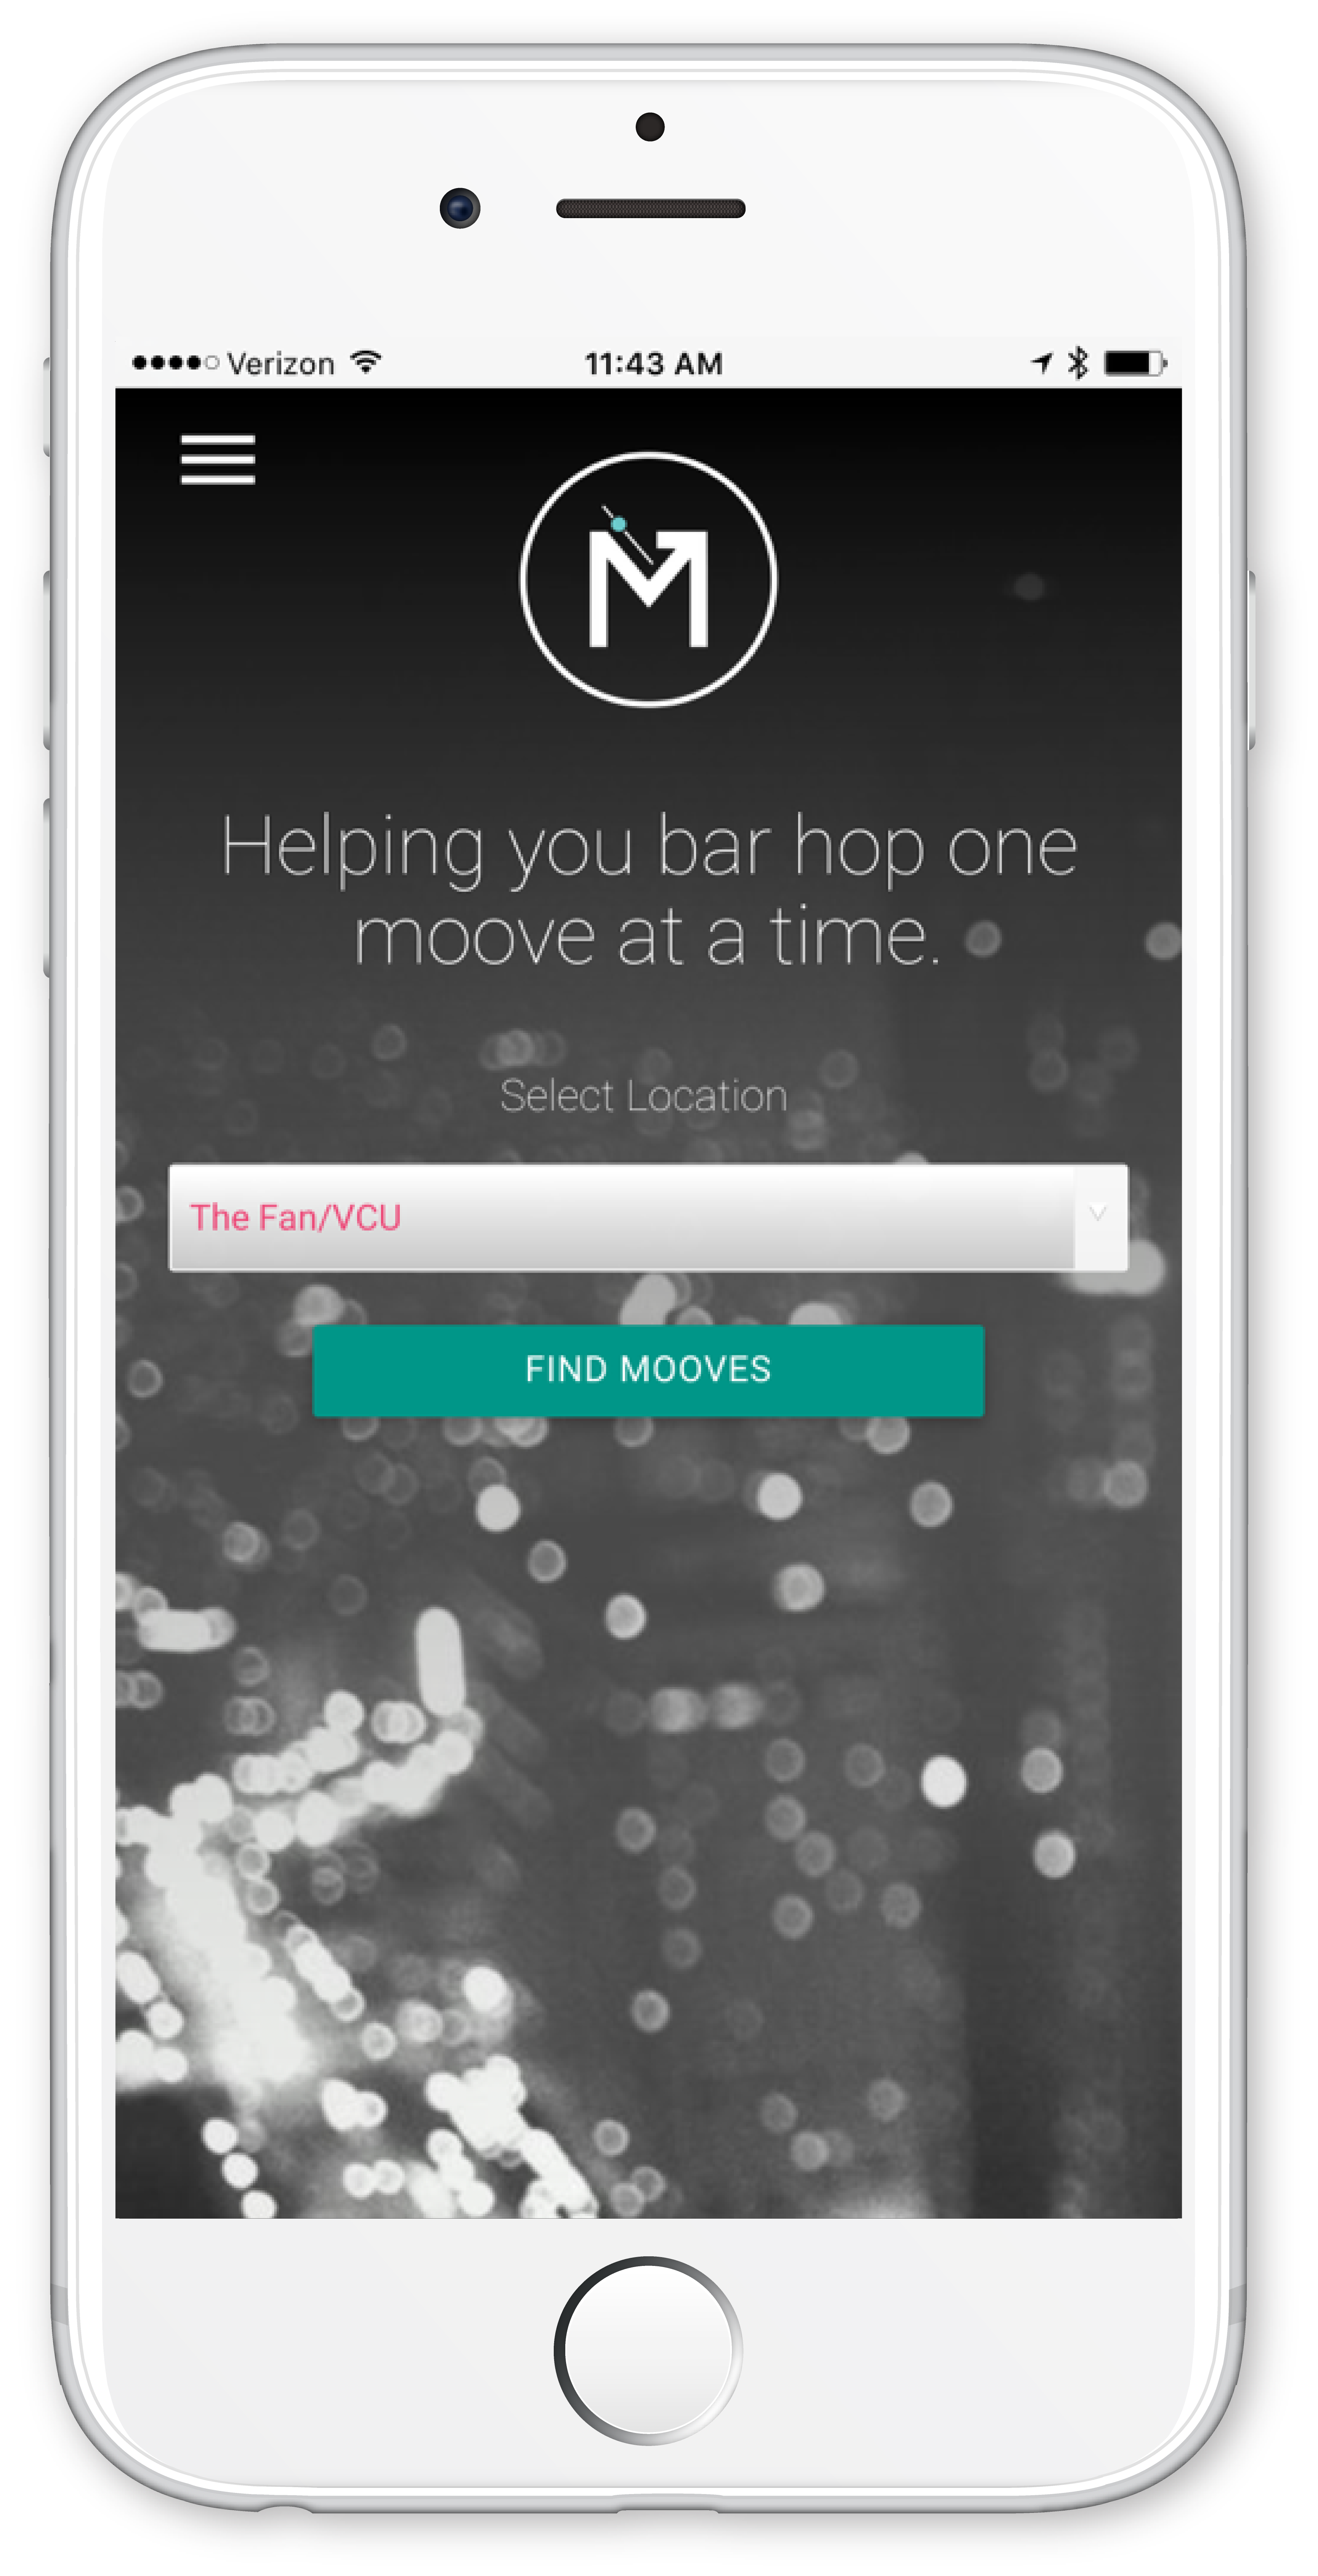 Verizon 11:43 AM
M
Helping you bar hop one
moove at a time.
Select Location
The Fan/VCU
FIND MOOVES